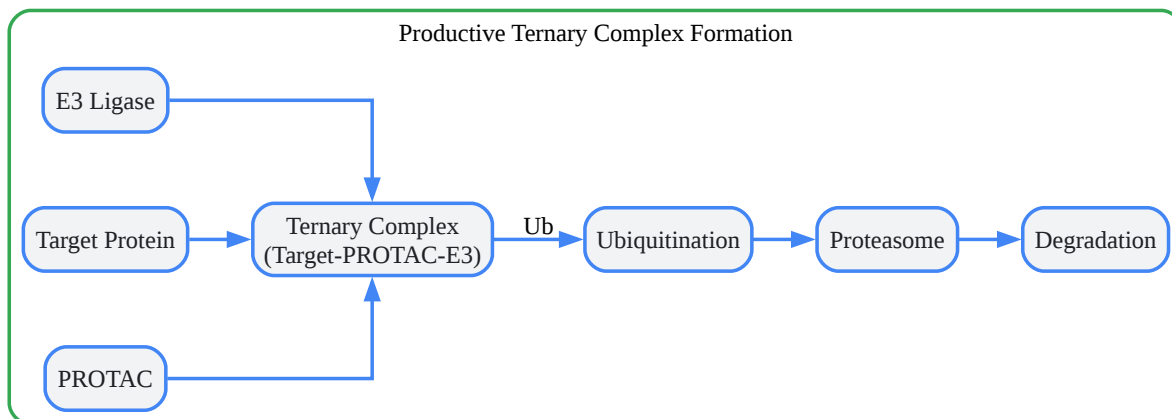 Productive Ternary Complex Formation
E3 Ligase
Target Protein
Ternary Complex
(Target-PROTAC-E3)
Ub
Ubiquitination
Proteasome
Degradation
PROTAC